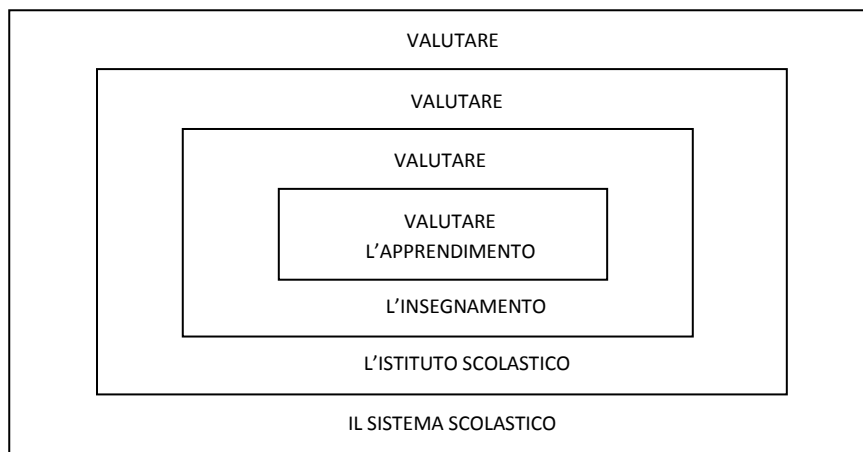 VALUTARE
VALUTARE
VALUTARE
VALUTARE
L’APPRENDIMENTO
L’INSEGNAMENTO
L’ISTITUTO SCOLASTICO
IL SISTEMA SCOLASTICO